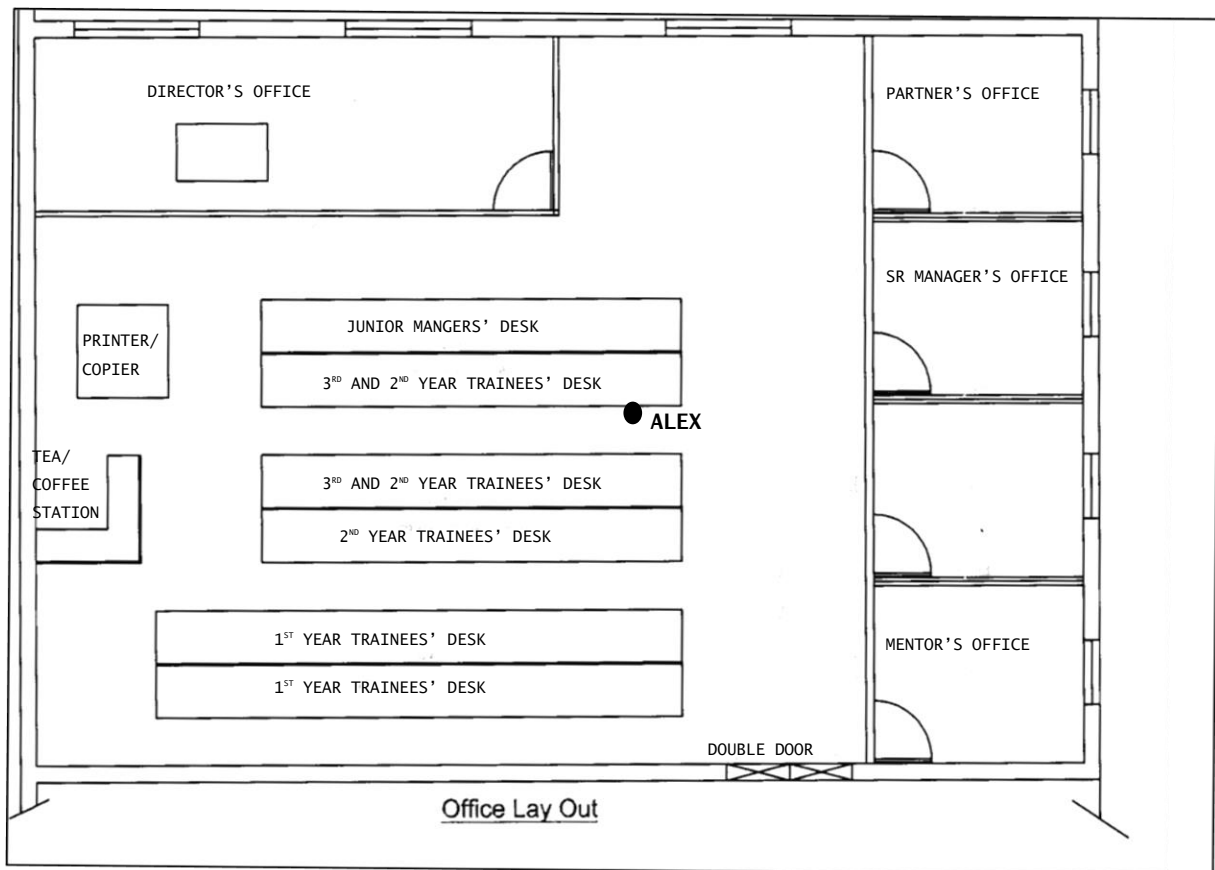 DIRECTOR’S OFFICE
PARTNER’S OFFICE
SR MANAGER’S OFFICE
JUNIOR MANGERS’ DESK
PRINTER/
COPIER
3RD AND 2ND YEAR TRAINEES’ DESK
ALEX
TEA/
COFFEE
STATION
3RD AND 2ND YEAR TRAINEES’ DESK
2ND YEAR TRAINEES’ DESK
1ST YEAR TRAINEES’ DESK
1ST YEAR TRAINEES’ DESK
MENTOR’S OFFICE
DOUBLE DOOR
Office Lay Out